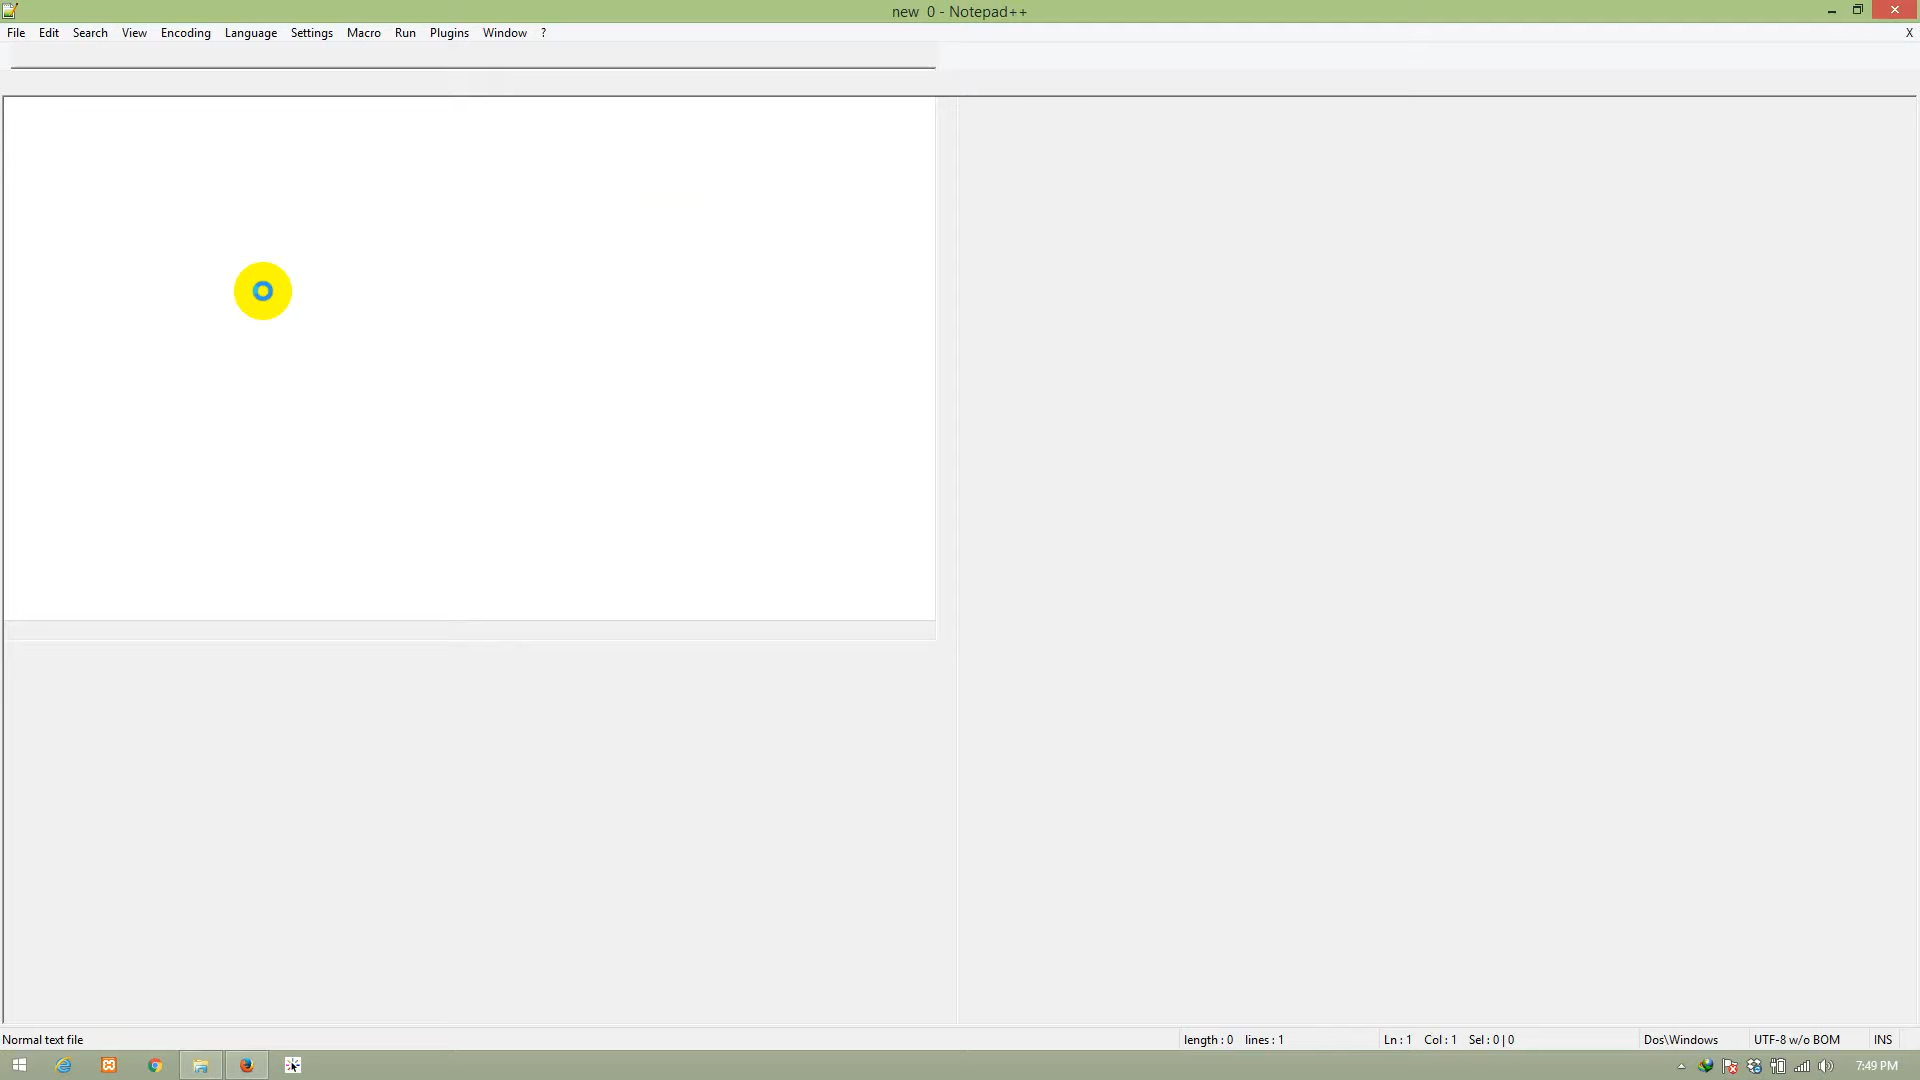 new 0 - Notepad++
File Edit Search View Encoding Language Settings Macro Run Plugins Window ? X
Normal text file length : 0 lines : 1 Ln : 1 Col : 1 Sel : 0 | 0 Dos\Windows UTF-8 w/o BOM INS
7:49 PM